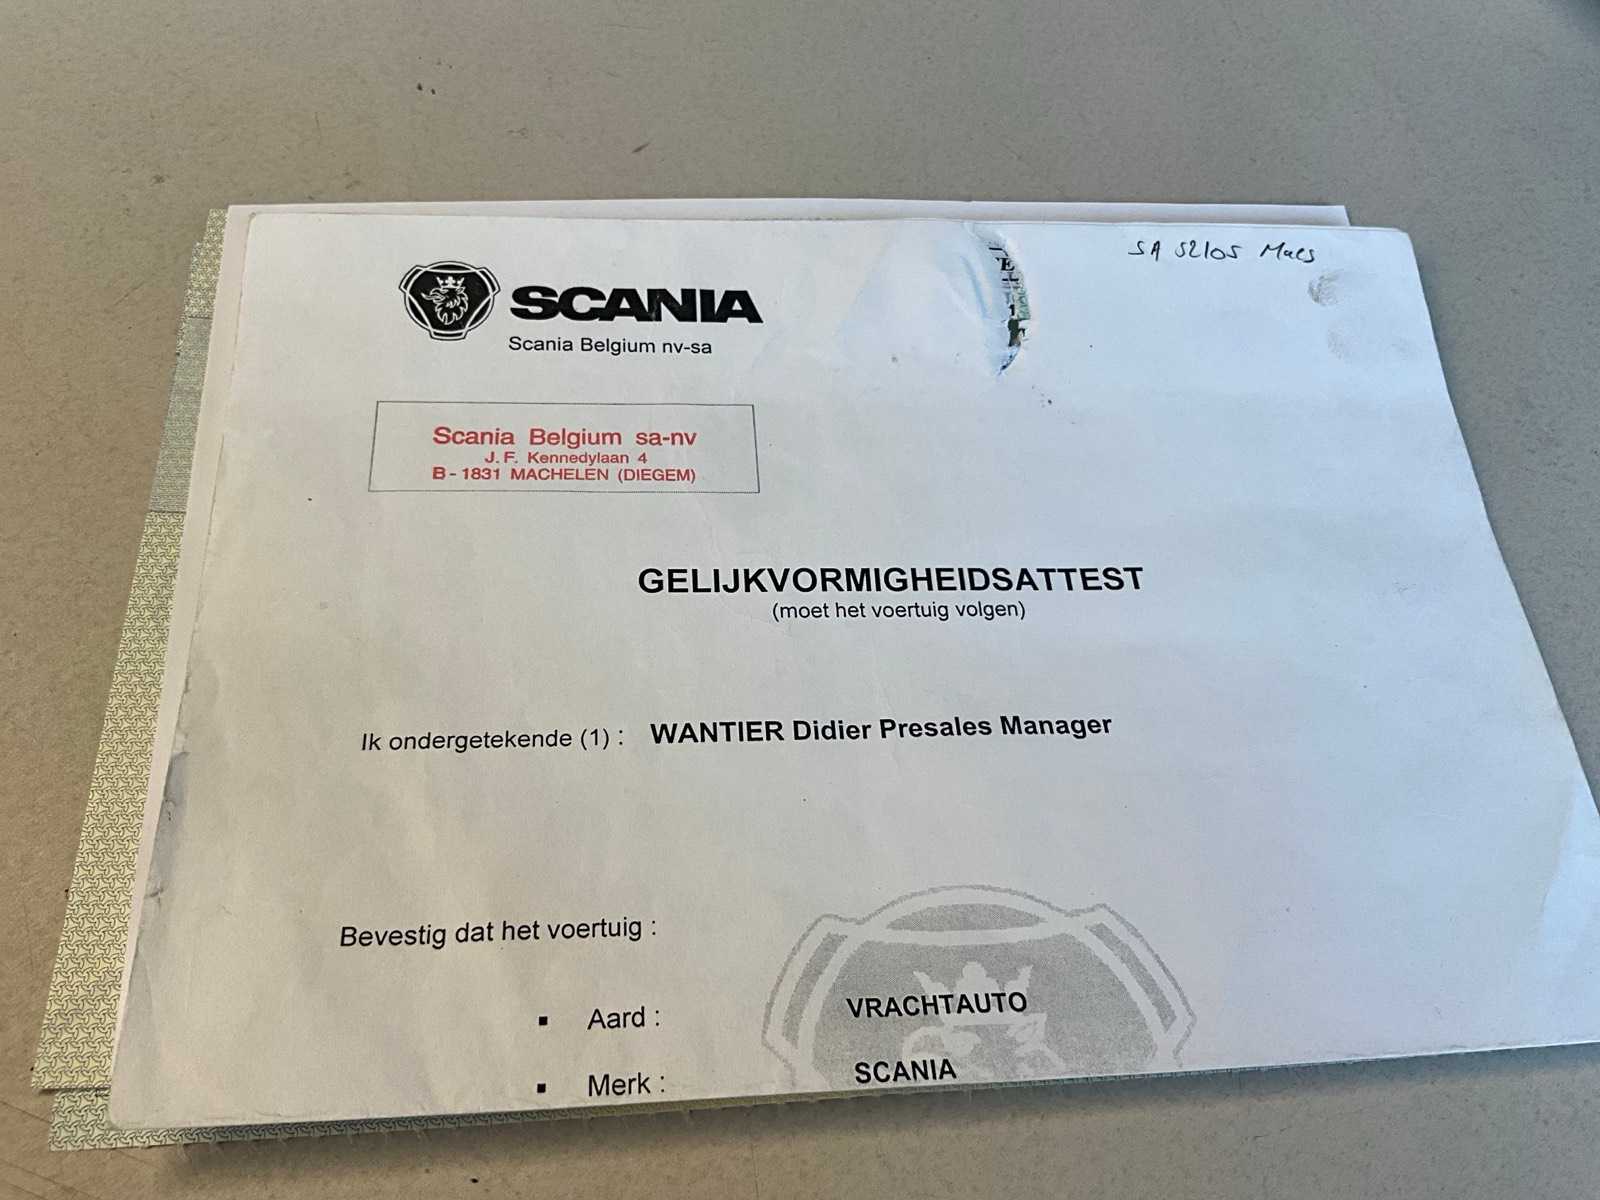 SA 52105 Maes
SCANIA
Scania Belgium nv-sa
Scania Belgium sa-nv
J. F. Kennedylaan 4
B - 1831 MACHELEN (DIEGEM)
GELIJKVORMIGHEIDSATTEST
(moet het voertuig volgen)
Ik ondergetekende (1) : WANTIER Didier Presales Manager
Bevestig dat het voertuig :
▪ Aard : VRACHTAUTO
▪ Merk : SCANIA